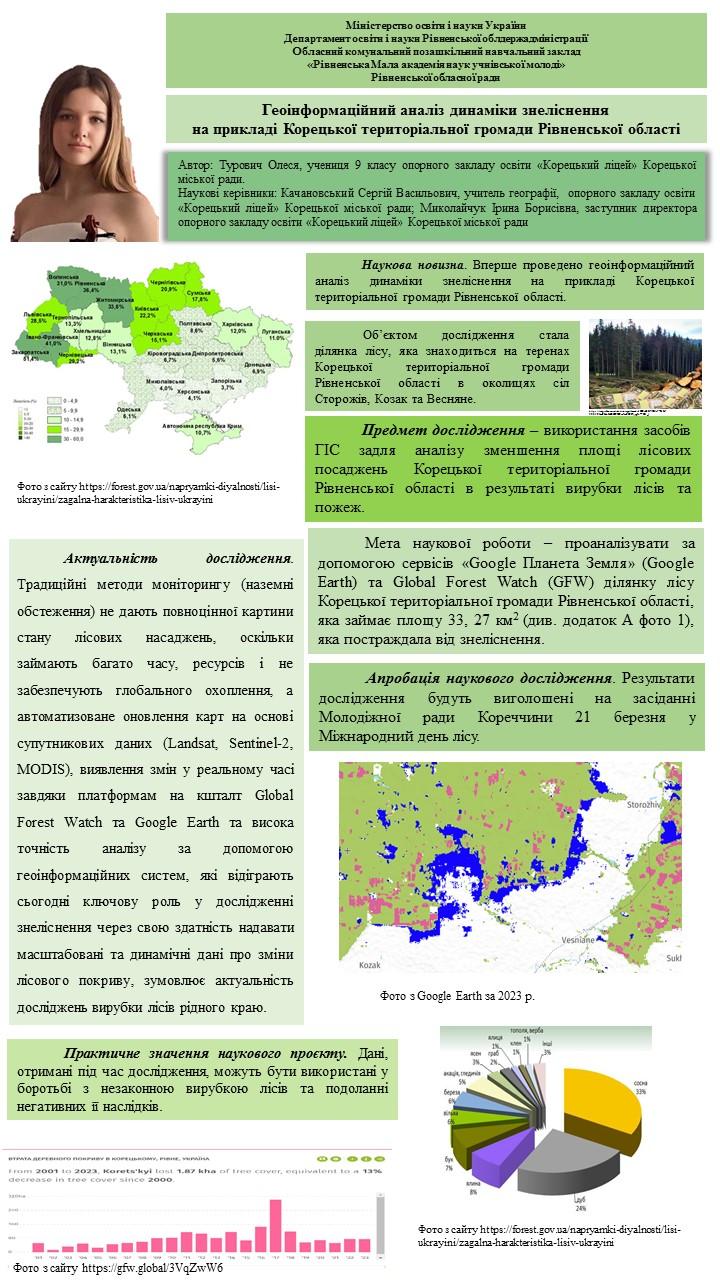 Міністерство освіти і науки України
Департамент освіти і науки Рівненської облдержадміністрації
Обласний комунальний позашкільний навчальний заклад
«Рівненська Мала академія наук учнівської молоді»
Рівненської обласної ради
Геоінформаційний аналіз динаміки знеліснення
на прикладі Корецької територіальної громади Рівненської області
Автор: Турович Олеся, учениця 9 класу опорного закладу освіти «Корецький ліцей» Корецької
міської ради.
Наукові керівники: Качановський Сергій Васильович, учитель географії, опорного закладу освіти
«Корецький ліцей» Корецької міської ради; Миколайчук Ірина Борисівна, заступник директора
опорного закладу освіти «Корецький ліцей» Корецької міської ради
Волинська
31,0%
Рівненська
36,4%
Житомирська
33,6%
Київська
22,2%
Чернігівська
20,9%
Сумська
17,8%
Львівська
28,5%
Тернопільська
13,3%
Хмельницька
12,8%
Івано-Франківська
41,0%
Закарпатська
51,4%
Чернівецька
29,2%
Вінницька
13,1%
Черкаська
15,1%
Полтавська
8,6%
Харківська
12,0%
Луганська
11,0%
Кіровоградська
6,7%
Дніпропетровська
5,6%
Донецька
6,9%
Миколаївська
4,0%
Запорізька
3,7%
Херсонська
4,1%
Одеська
6,1%
Автономна республіка Крим
10,7%
0 - 4,9
5 - 9,9
10 - 14,9
15 - 29,9
30 - 60,0
Фото з сайту https://forest.gov.ua/napryamki-diyalnosti/lisi-
ukrayini/zagalna-harakteristika-lisiv-ukrayini
Наукова новизна. Вперше проведено геоінформаційний
аналіз динаміки знеліснення на прикладі Корецької
територіальної громади Рівненської області.
Об’єктом дослідження стала
ділянка лісу, яка знаходиться на теренах
Корецької територіальної громади
Рівненської області в околицях сіл
Сторожів, Козак та Весняне.
Предмет дослідження – використання засобів
ГІС задля аналізу зменшення площі лісових
посаджень Корецької територіальної громади
Рівненської області в результаті вирубки лісів та
пожеж.
Мета наукової роботи – проаналізувати за
допомогою сервісів «Google Планета Земля» (Google
Earth) та Global Forest Watch (GFW) ділянку лісу
Корецької територіальної громади Рівненської області,
яка займає площу 33, 27 км² (див. додаток А фото 1),
яка постраждала від знеліснення.
Апробація наукового дослідження. Результати
дослідження будуть виголошені на засіданні
Молодіжної ради Кореччини 21 березня у
Міжнародний день лісу.
Актуальність дослідження.
Традиційні методи моніторингу (наземні
обстеження) не дають повноцінної картини
стану лісових насаджень, оскільки
займають багато часу, ресурсів і не
забезпечують глобального охоплення, а
автоматизоване оновлення карт на основі
супутникових даних (Landsat, Sentinel-2,
MODIS), виявлення змін у реальному часі
завдяки платформам на кшталт Global
Forest Watch та Google Earth та висока
точність аналізу за допомогою
геоінформаційних систем, які відіграють
сьогодні ключову роль у дослідженні
знеліснення через свою здатність надавати
масштабовані та динамічні дані про зміни
лісового покриву, зумовлює актуальність
досліджень вирубки лісів рідного краю.
Storozhiv
Vesniane
Kozak
Sukl
Фото з Google Earth за 2023 р.
Практичне значення наукового проєкту. Дані,
отримані під час дослідження, можуть бути використані у
боротьбі з незаконною вирубкою лісів та подоланні
негативних її наслідків.
ВТРАТА ДЕРЕВНОГО ПОКРИВУ В КОРЕЦЬКОМУ, РІВНЕ, УКРАЇНА
From 2001 to 2023, Korets'kyi lost 1.87 kha of tree cover, equivalent to a 13%
decrease in tree cover since 2000.
Фото з сайту https://gfw.global/3VqZwW6
тополя, верба
1%
інші
3%
клен
1%
ялиця
1%
граб
2%
ясен
3%
акація, гледичія
5%
береза
6%
вільха
6%
бук
7%
ялина
8%
дуб
24%
сосна
33%
Фото з сайту https://forest.gov.ua/napryamki-diyalnosti/lisi-
ukrayini/zagalna-harakteristika-lisiv-ukrayini